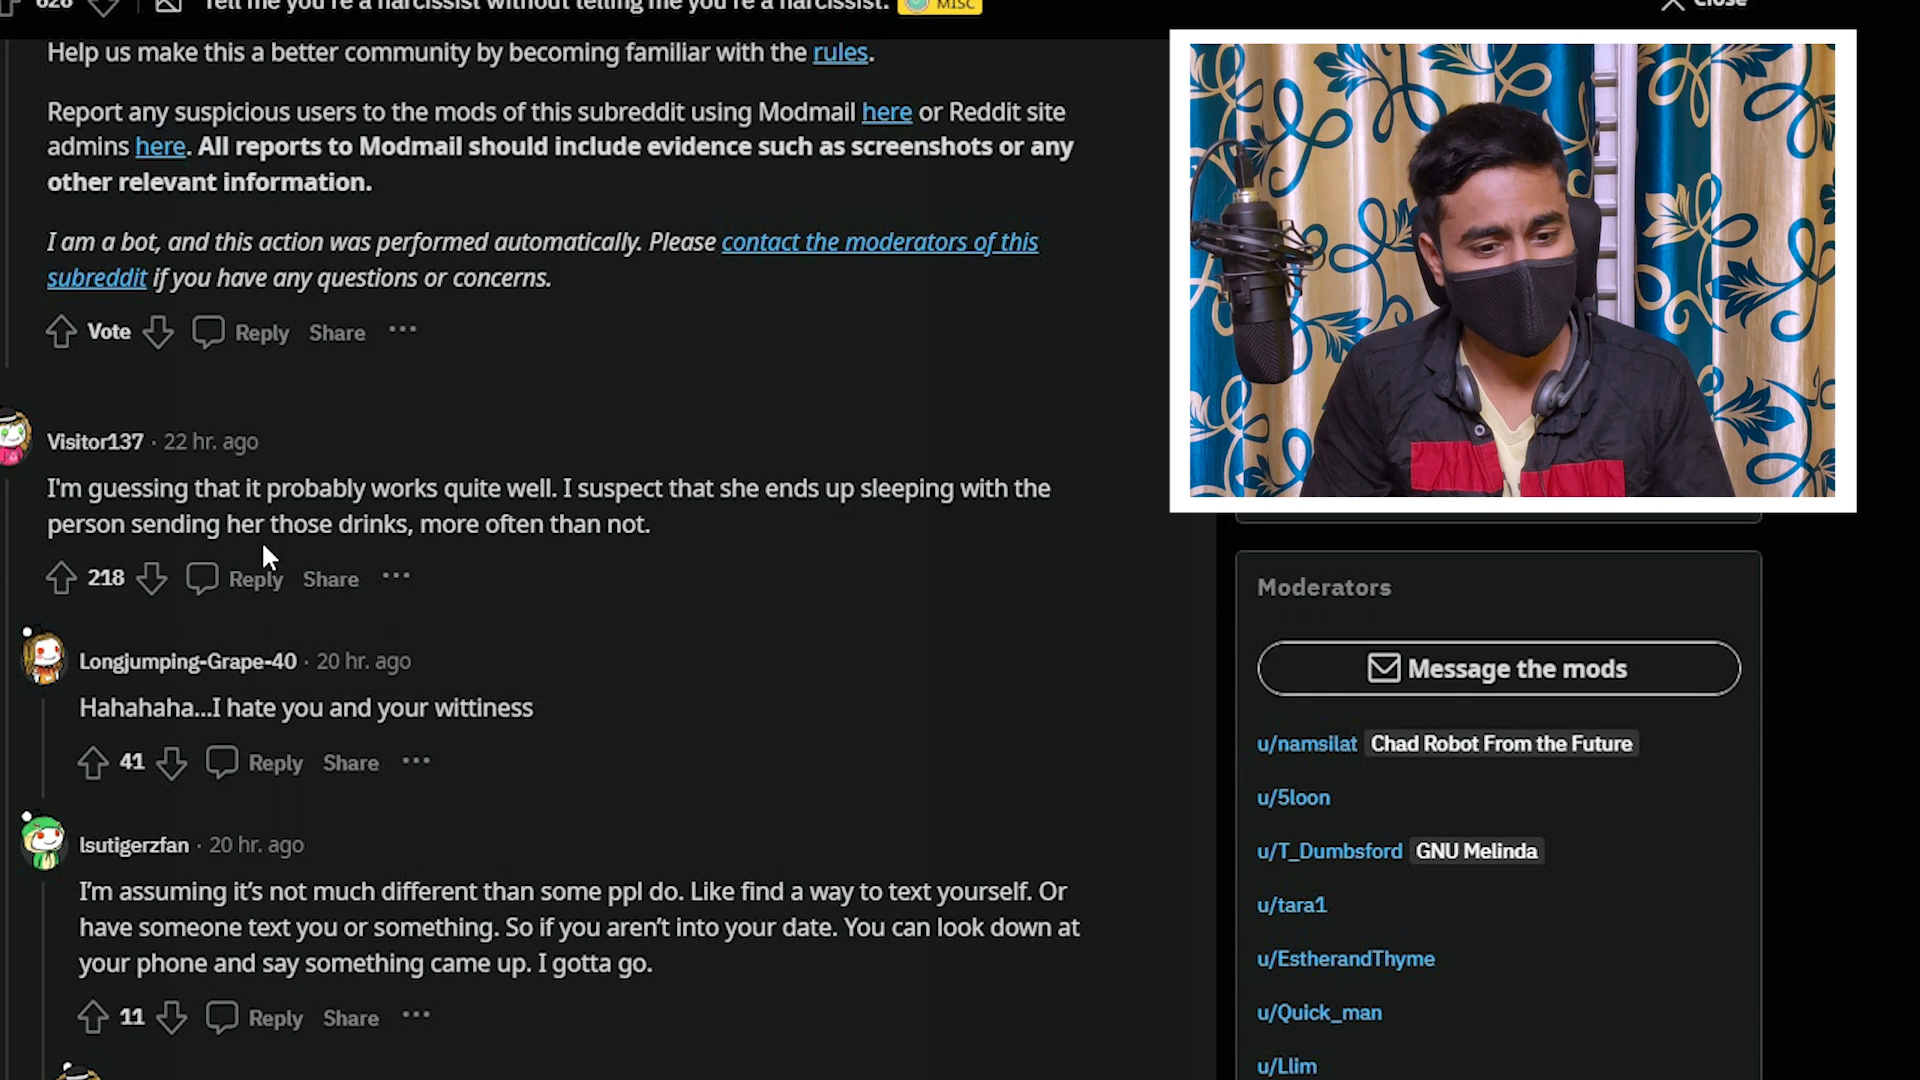 628
Tell me you're a narcissist without telling me you're a narcissist. MISC
Close
Help us make this a better community by becoming familiar with the rules.
Report any suspicious users to the mods of this subreddit using Modmail here or Reddit site
admins here. All reports to Modmail should include evidence such as screenshots or any
other relevant information.
I am a bot, and this action was performed automatically. Please contact the moderators of this
subreddit if you have any questions or concerns.
Vote Reply Share ...
Visitor137 · 22 hr. ago
I'm guessing that it probably works quite well. I suspect that she ends up sleeping with the
person sending her those drinks, more often than not.
218 Reply Share ...
Longjumping-Grape-40 · 20 hr. ago
Hahahaha...I hate you and your wittiness
41 Reply Share ...
lsutigerzfan · 20 hr. ago
I’m assuming it’s not much different than some ppl do. Like find a way to text yourself. Or
have someone text you or something. So if you aren’t into your date. You can look down at
your phone and say something came up. I gotta go.
11 Reply Share ...
Moderators
Message the mods
u/namsilat Chad Robot From the Future
u/5loon
u/T_Dumbsford GNU Melinda
u/tara1
u/EstherandThyme
u/Quick_man
u/Llim